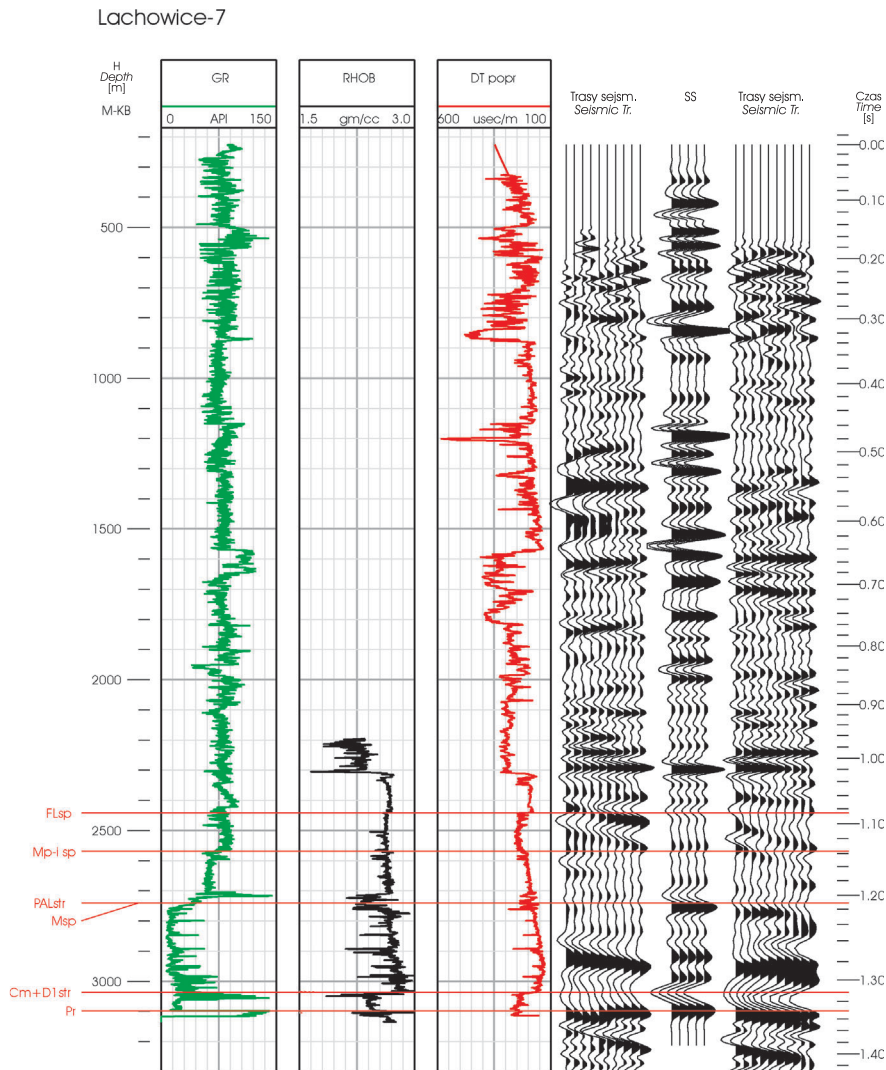 Lachowice-7
H
Depth
[m]
M-KB
GR
0 API 150
RHOB
1.5 gm/cc 3.0
DT popr
600 usec/m 100
Trasy sejsm.
Seismic Tr.
SS
Trasy sejsm.
Seismic Tr.
Czas
Time
[s]
500
1000
1500
2000
2500
3000
FLsp
Mp-i sp
PALstr
Msp
Cm+D1str
Pr
0.00
0.10
0.20
0.30
0.40
0.50
0.60
0.70
0.80
0.90
1.00
1.10
1.20
1.30
1.40